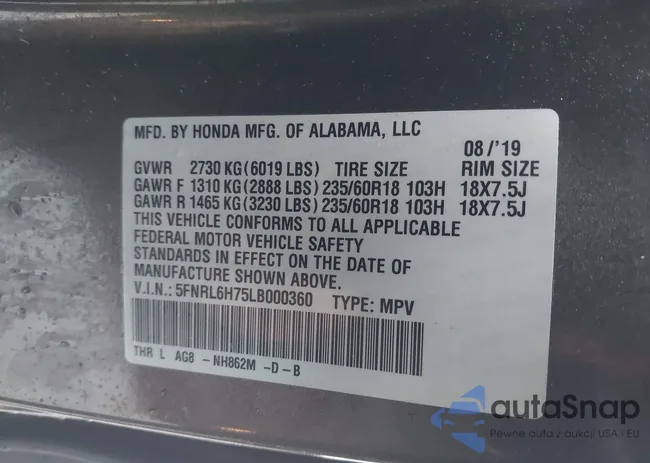 MFD. BY HONDA MFG. OF ALABAMA, LLC 08/'19
GVWR 2730 KG(6019 LBS) TIRE SIZE RIM SIZE
GAWR F 1310 KG(2888 LBS)235/60R18 103H 18X7.5J
GAWR R 1465 KG(3230 LBS)235/60R18 103H 18X7.5J
THIS VEHICLE CONFORMS TO ALL APPLICABLE
FEDERAL MOTOR VEHICLE SAFETY
STANDARDS IN EFFECT ON THE DATE OF
MANUFACTURE SHOWN ABOVE.
V.I.N.: 5FNRL6H75LB000360 TYPE: MPV
THR L AG8 -NH862M -D-B
autaSnap
Pewne auta z aukcji USA i EU